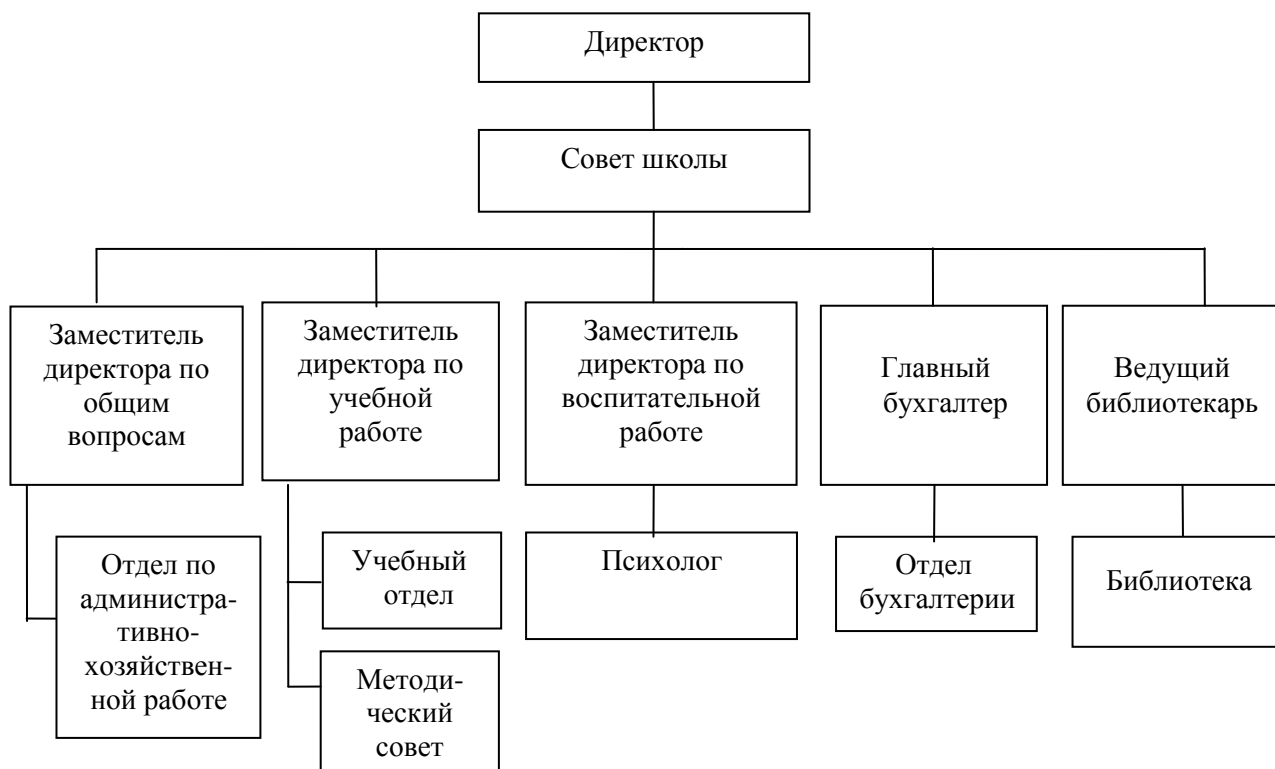 Директор
Совет школы
Заместитель
директора по
общим
вопросам
Заместитель
директора по
учебной
работе
Заместитель
директора по
воспитательной
работе
Главный
бухгалтер
Ведущий
библиотекарь
Отдел по
администра-
тивно-
хозяйствен-
ной работе
Учебный
отдел
Методи-
ческий
совет
Психолог
Отдел
бухгалтерии
Библиотека